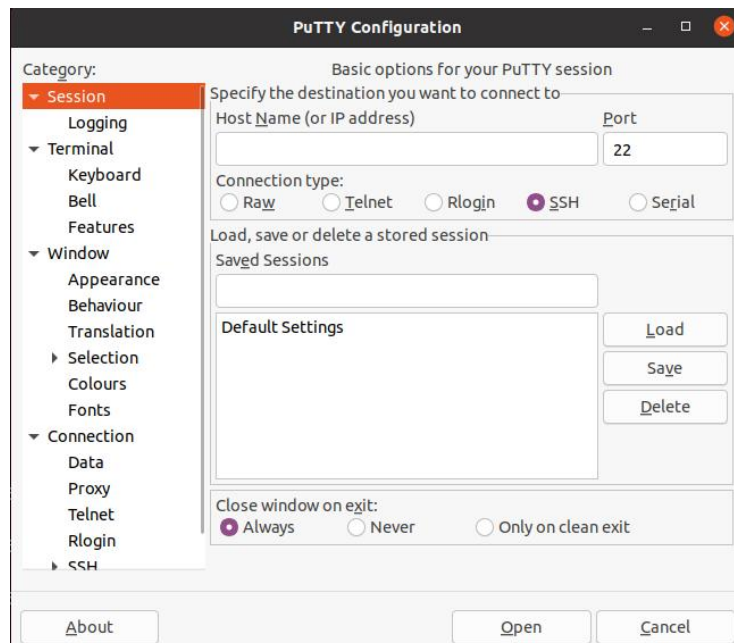 PuTTY Configuration
Category:
Session
Logging
Terminal
Keyboard
Bell
Features
Window
Appearance
Behaviour
Translation
Selection
Colours
Fonts
Connection
Data
Proxy
Telnet
Rlogin
SSH
Basic options for your PuTTY session
Specify the destination you want to connect to
Host Name (or IP address) Port
22
Connection type:
Raw Telnet Rlogin SSH Serial
Load, save or delete a stored session
Saved Sessions
Default Settings
Load
Save
Delete
Close window on exit:
Always Never Only on clean exit
About Open Cancel